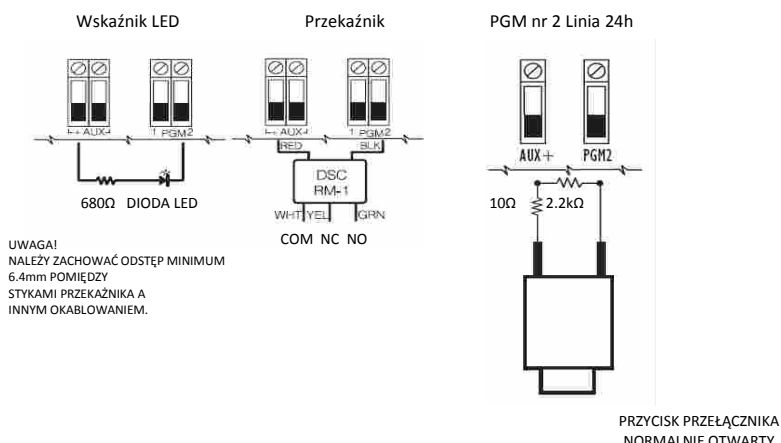 Wskaźnik LED
Przekaźnik
PGM nr 2 Linia 24h
AUX
1 PGM2
680Ω DIODA LED
AUX
1 PGM2
RED
BLK
DSC
RM-1
WHT YEL GRN
COM NC NO
AUX+ PGM2
10Ω 2.2kΩ
UWAGA!
NALEŻY ZACHOWAĆ ODSTĘP MINIMUM
6.4mm POMIĘDZY
STYKAMI PRZEKAŹNIKA A
INNYM OKABLOWANIEM.
PRZYCISK PRZEŁĄCZNIKA
NORMALNIE OTWARTY